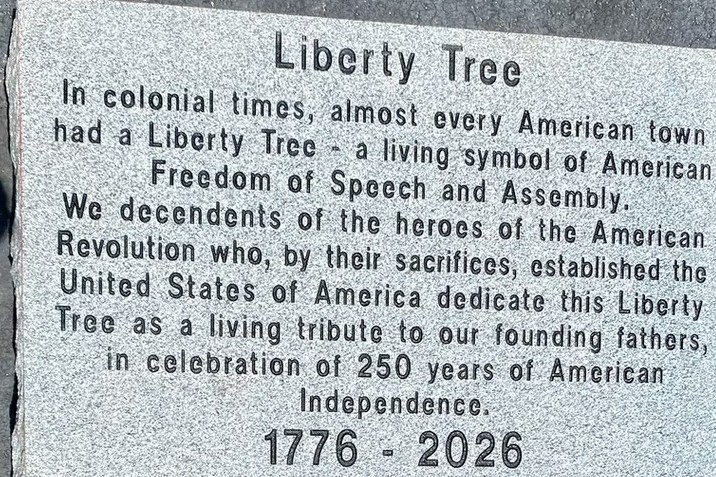 Liberty Tree
In colonial times, almost every American town
had a Liberty Tree - a living symbol of American
Freedom of Speech and Assembly.
We decendents of the heroes of the American
Revolution who, by their sacrifices, established the
United States of America dedicate this Liberty
Tree as a living tribute to our founding fathers,
in celebration of 250 years of American
Independence.
1776 - 2026